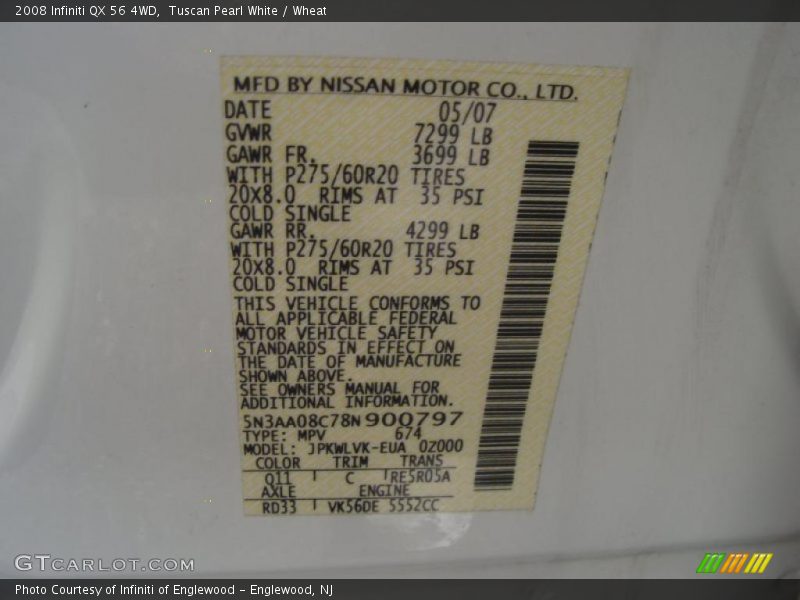 2008 Infiniti QX 56 4WD,  Tuscan Pearl White / Wheat
MFD BY NISSAN MOTOR CO., LTD.
DATE 05/07
GVWR 7299 LB
GAWR FR. 3699 LB
WITH P275/60R20 TIRES
20X8.0 RIMS AT 35 PSI
COLD SINGLE
GAWR RR. 4299 LB
WITH P275/60R20 TIRES
20X8.0 RIMS AT 35 PSI
COLD SINGLE
THIS VEHICLE CONFORMS TO
ALL APPLICABLE FEDERAL
MOTOR VEHICLE SAFETY
STANDARDS IN EFFECT ON
THE DATE OF MANUFACTURE
SHOWN ABOVE.
SEE OWNERS MANUAL FOR
ADDITIONAL INFORMATION.
5N3AA08C78N900797
TYPE: MPV 674
MODEL: JPKWLVK-EUA 0Z000
COLOR TRIM TRANS
Q11 C RE5R05A
AXLE ENGINE
RD33 VK56DE 5552CC
GTCARLOT.COM
Photo Courtesy of Infiniti of Englewood - Englewood, NJ